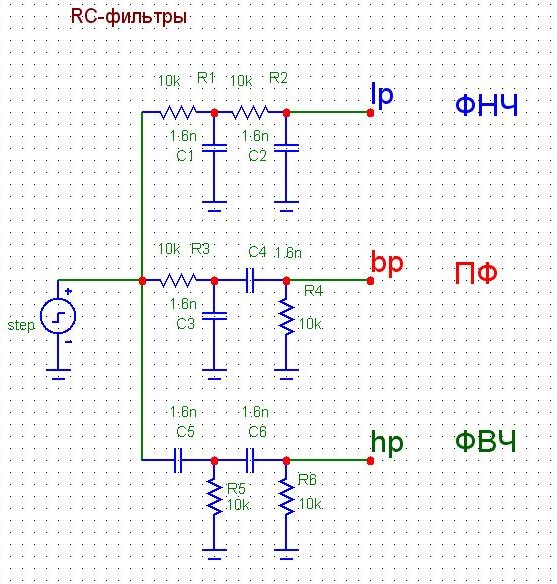 RC-фильтры
10k R1 10k R2
lp ФНЧ
1.6n 1.6n
C1 C2
10k R3 C4 1.6n
bp ПФ
R4
1.6n
C3 10k
step
+
-
1.6n 1.6n
C5 C6
hp ФВЧ
R5 R6
10k 10k